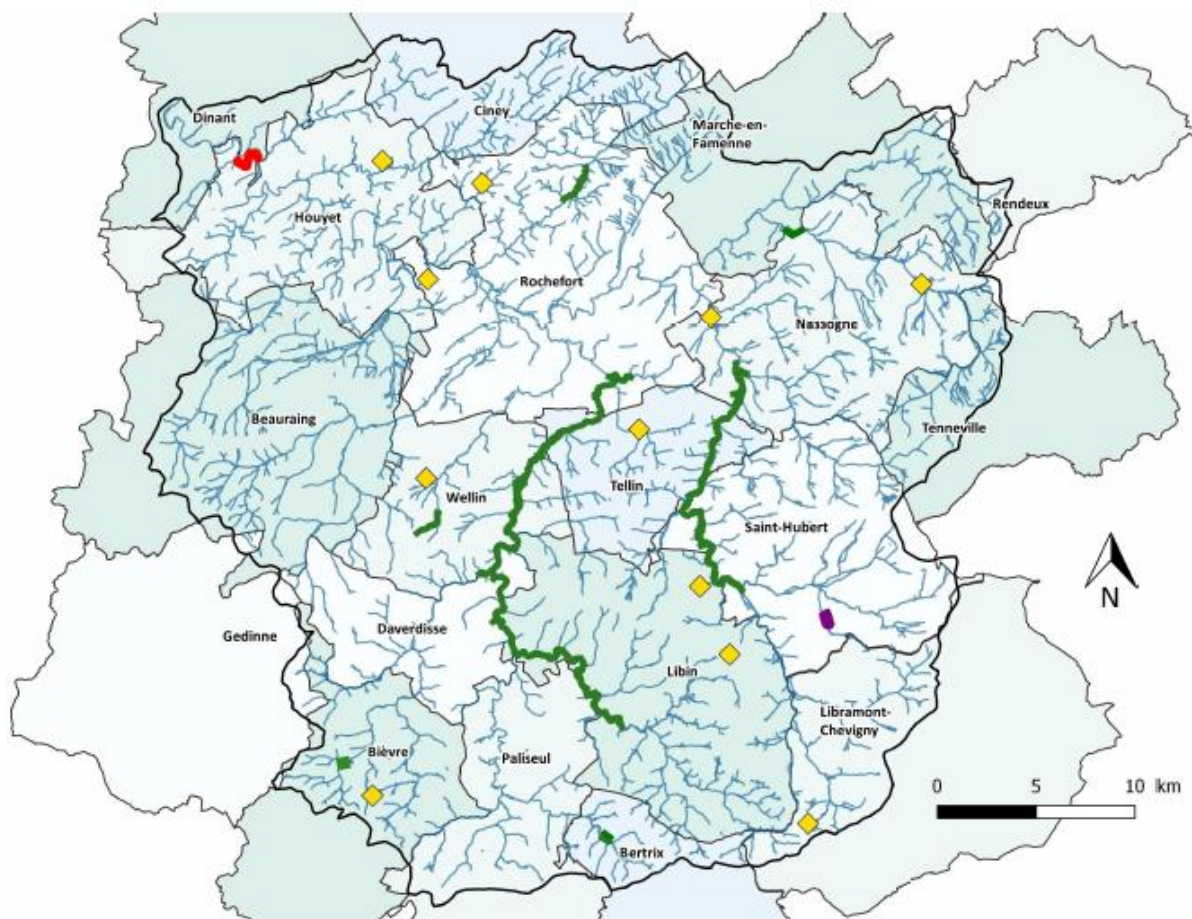 Ciney
Dinant
Marche-en-
Famenne
Rendeux
Houyet
Rochefort
Nassogne
Beauraing
Tenneville
Wellin
Tellin
Saint-Hubert
N
Gedinne
Daverdisse
Libin
Libramont-
Chevigny
Bièvre
Paliseul
0 5 10 km
Bertrix